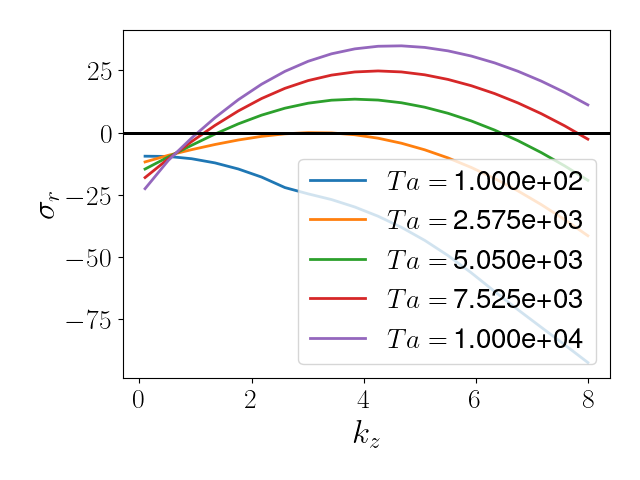 25
0
−25
−50
−75
σr
0
2
4
6
8
kz
Ta = 1.000e+02
Ta = 2.575e+03
Ta = 5.050e+03
Ta = 7.525e+03
Ta = 1.000e+04